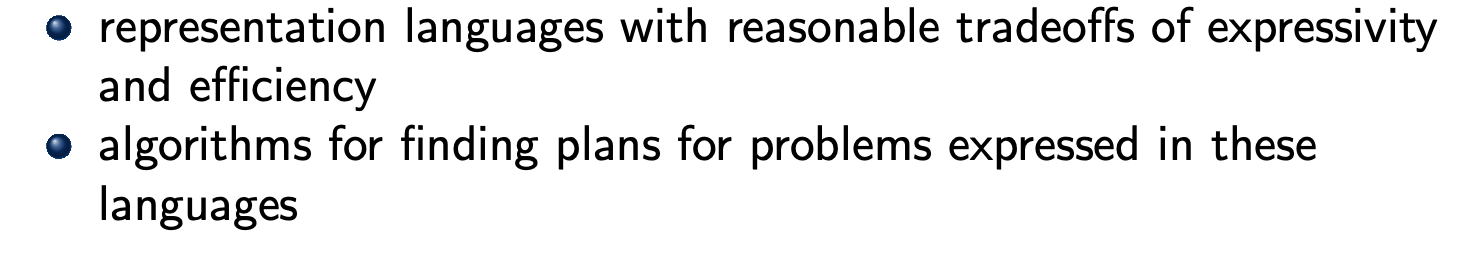 representation languages with reasonable tradeoffs of expressivity
and efficiency
algorithms for finding plans for problems expressed in these
languages